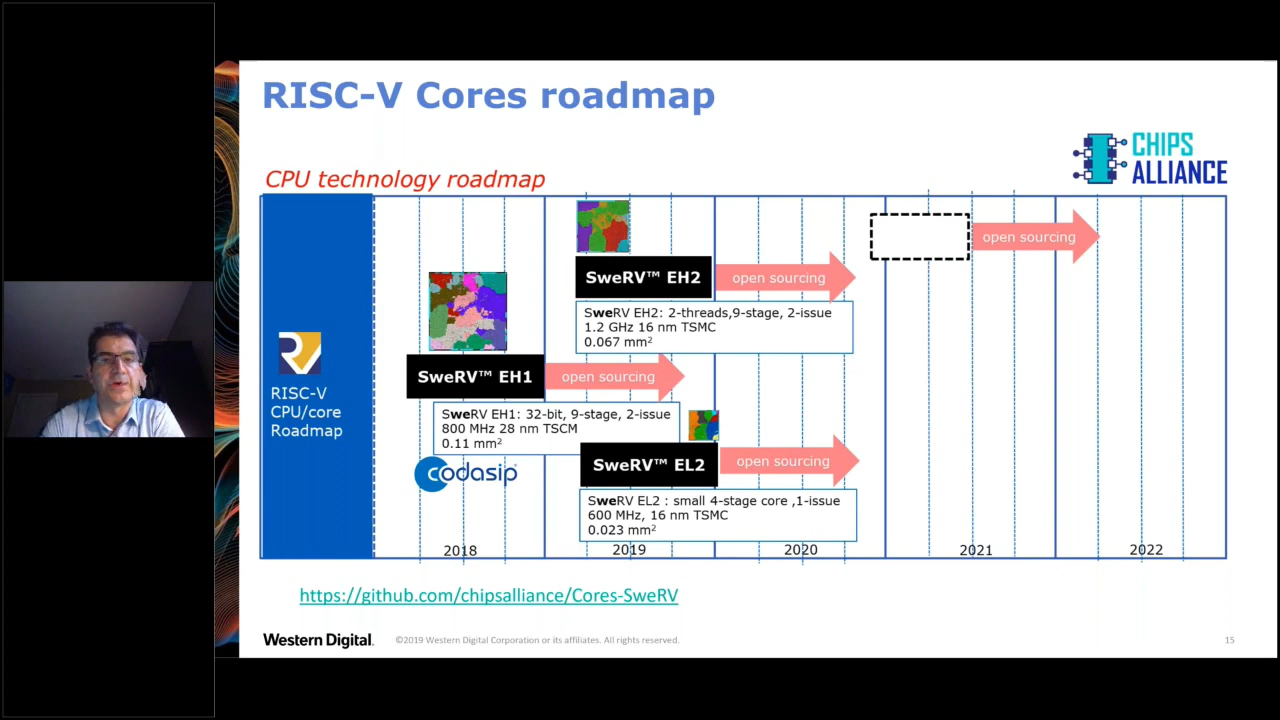 RISC-V Cores roadmap
CHIPS
ALLIANCE
CPU technology roadmap
open sourcing
SweRV™ EH2
open sourcing
SweRV EH2: 2-threads,9-stage, 2-issue
1.2 GHz 16 nm TSMC
0.067 mm²
RISC-V
CPU/core
Roadmap
SweRV™ EH1
open sourcing
SweRV EH1: 32-bit, 9-stage, 2-issue
800 MHz 28 nm TSCM
0.11 mm²
codasip
SweRV™ EL2
open sourcing
SweRV EL2 : small 4-stage core ,1-issue
600 MHz, 16 nm TSMC
0.023 mm²
2018
2019
2020
2021
2022
https://github.com/chipsalliance/Cores-SweRV
Western Digital.
©2019 Western Digital Corporation or its affiliates. All rights reserved.
15